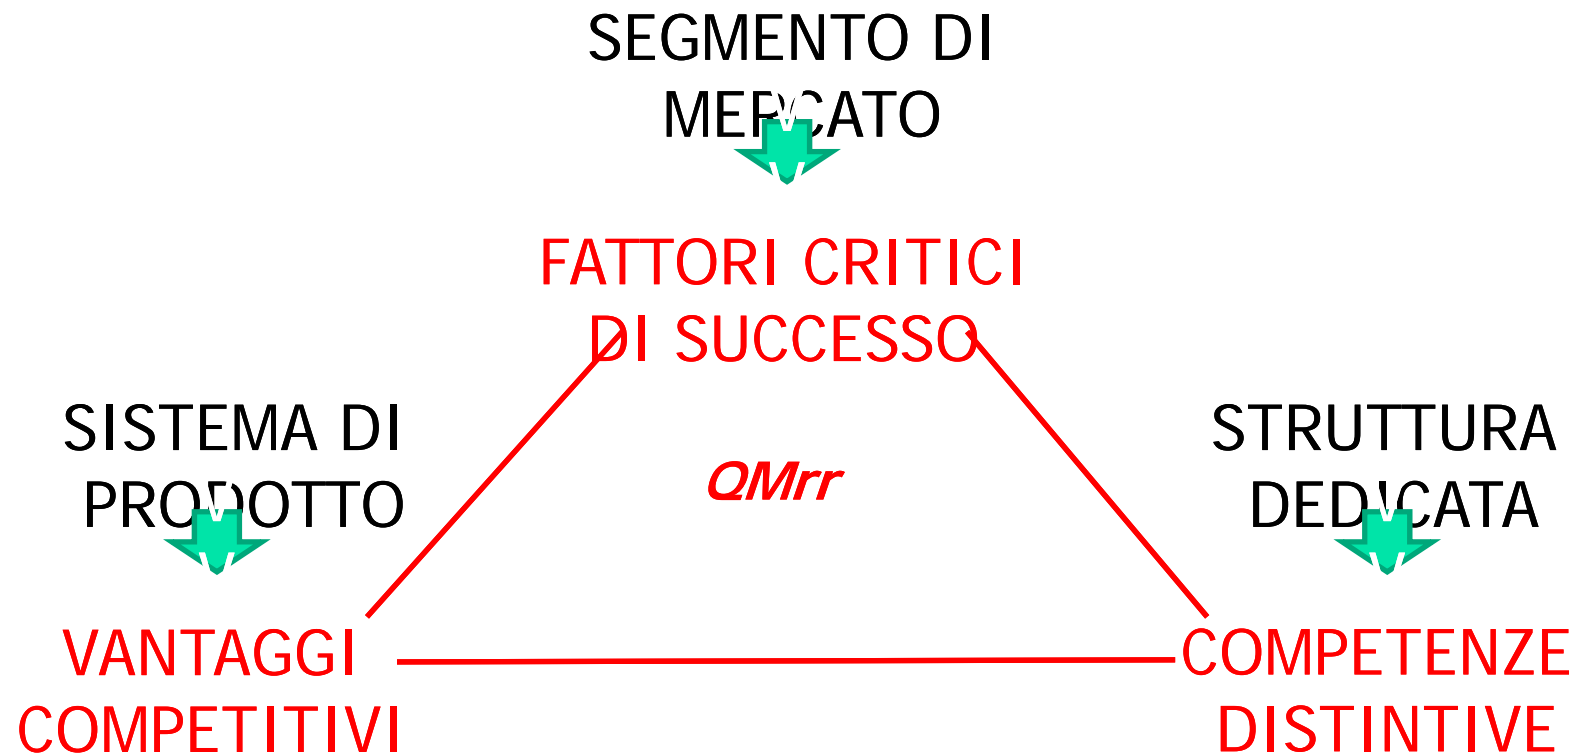 SEGMENTO DI
MERCATO
FATTORI CRITICI
DI SUCCESSO
SISTEMA DI
PRODOTTO
STRUTTURA
DEDICATA
QMrr
VANTAGGI
COMPETITIVI
COMPETENZE
DISTINTIVE